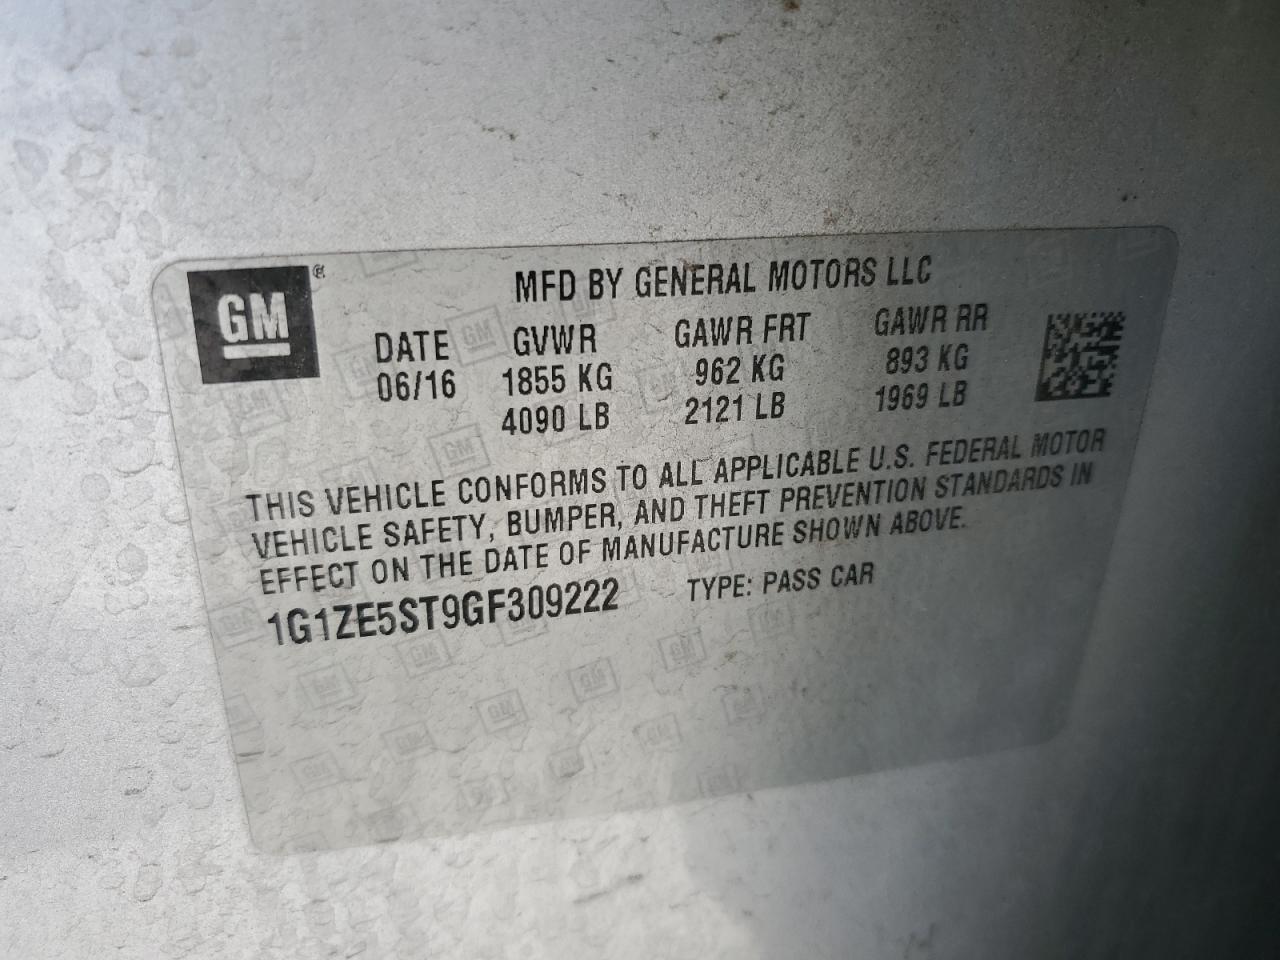 GM®
MFD BY GENERAL MOTORS LLC
DATE GVWR GAWR FRT GAWR RR
06/16 1855 KG 962 KG 893 KG
4090 LB 2121 LB 1969 LB
THIS VEHICLE CONFORMS TO ALL APPLICABLE U.S. FEDERAL MOTOR
VEHICLE SAFETY, BUMPER, AND THEFT PREVENTION STANDARDS IN
EFFECT ON THE DATE OF MANUFACTURE SHOWN ABOVE.
1G1ZE5ST9GF309222 TYPE: PASS CAR